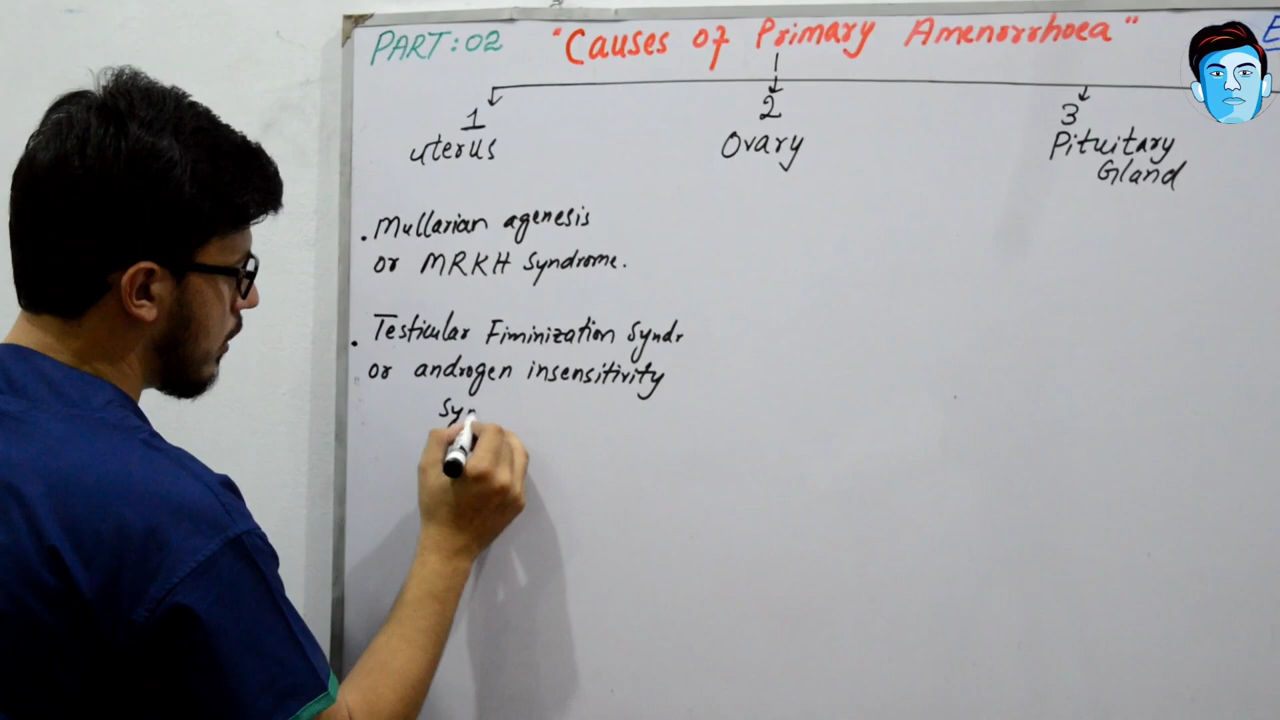 PART:02 "Causes of Primary Amenorrhoea" E
1 2 3
uterus Ovary Pituitary
Gland
. Mullarian agenesis
or MRKH Syndrome.
. Testicular Fiminization Syndr
or androgen insensitivity
Sy